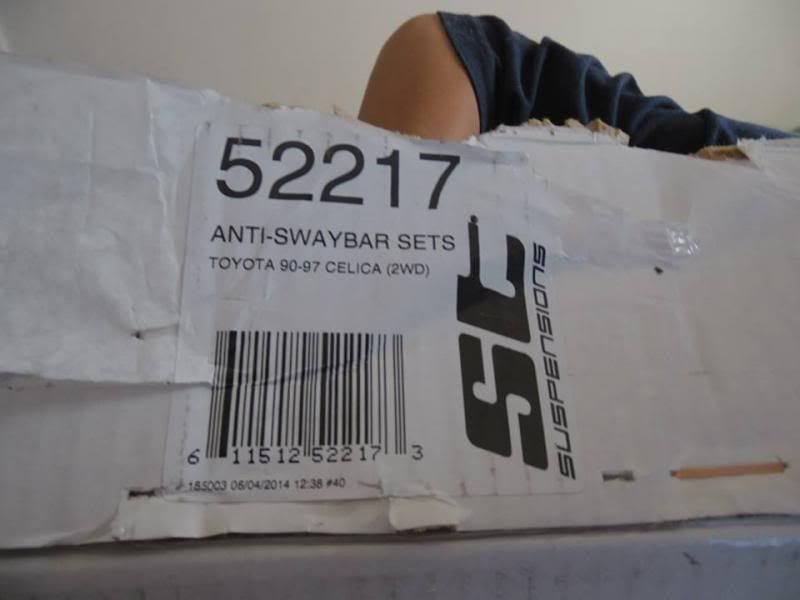 52217
ANTI-SWAYBAR SETS
TOYOTA 90-97 CELICA (2WD)
ST
SUSPENSIONS
6 11512 52217 3
185003 06/04/2014 12:38 #40